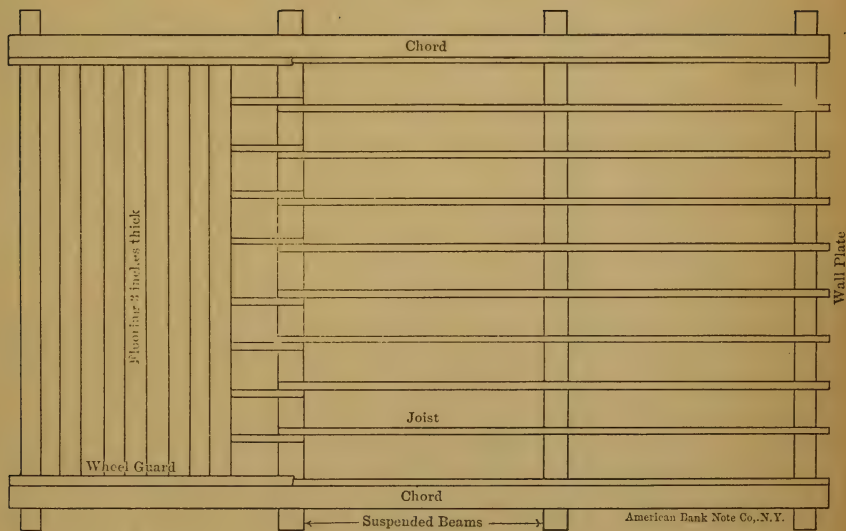 Chord
Flooring 3 inches thick
Wall Plate
Joist
Wheel Guard
Chord
Suspended Beams
American Bank Note Co,. N.Y.